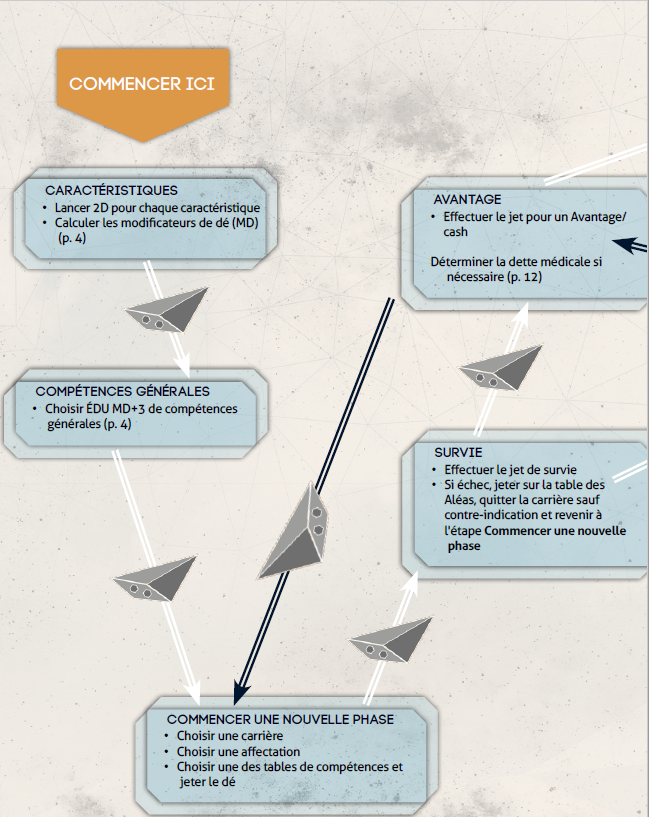 COMMENCER ICI
CARACTÉRISTIQUES
• Lancer 2D pour chaque caractéristique
• Calculer les modificateurs de dé (MD)
(p. 4)
COMPÉTENCES GÉNÉRALES
• Choisir ÉDU MD+3 de compétences
générales (p. 4)
COMMENCER UNE NOUVELLE PHASE
• Choisir une carrière
• Choisir une affectation
• Choisir une des tables de compétences et
jeter le dé
SURVIE
• Effectuer le jet de survie
• Si échec, jeter sur la table des
Aléas, quitter la carrière sauf
contre-indication et revenir à
l'étape Commencer une nouvelle
phase
AVANTAGE
• Effectuer le jet pour un Avantage/
cash
Déterminer la dette médicale si
nécessaire (p. 12)